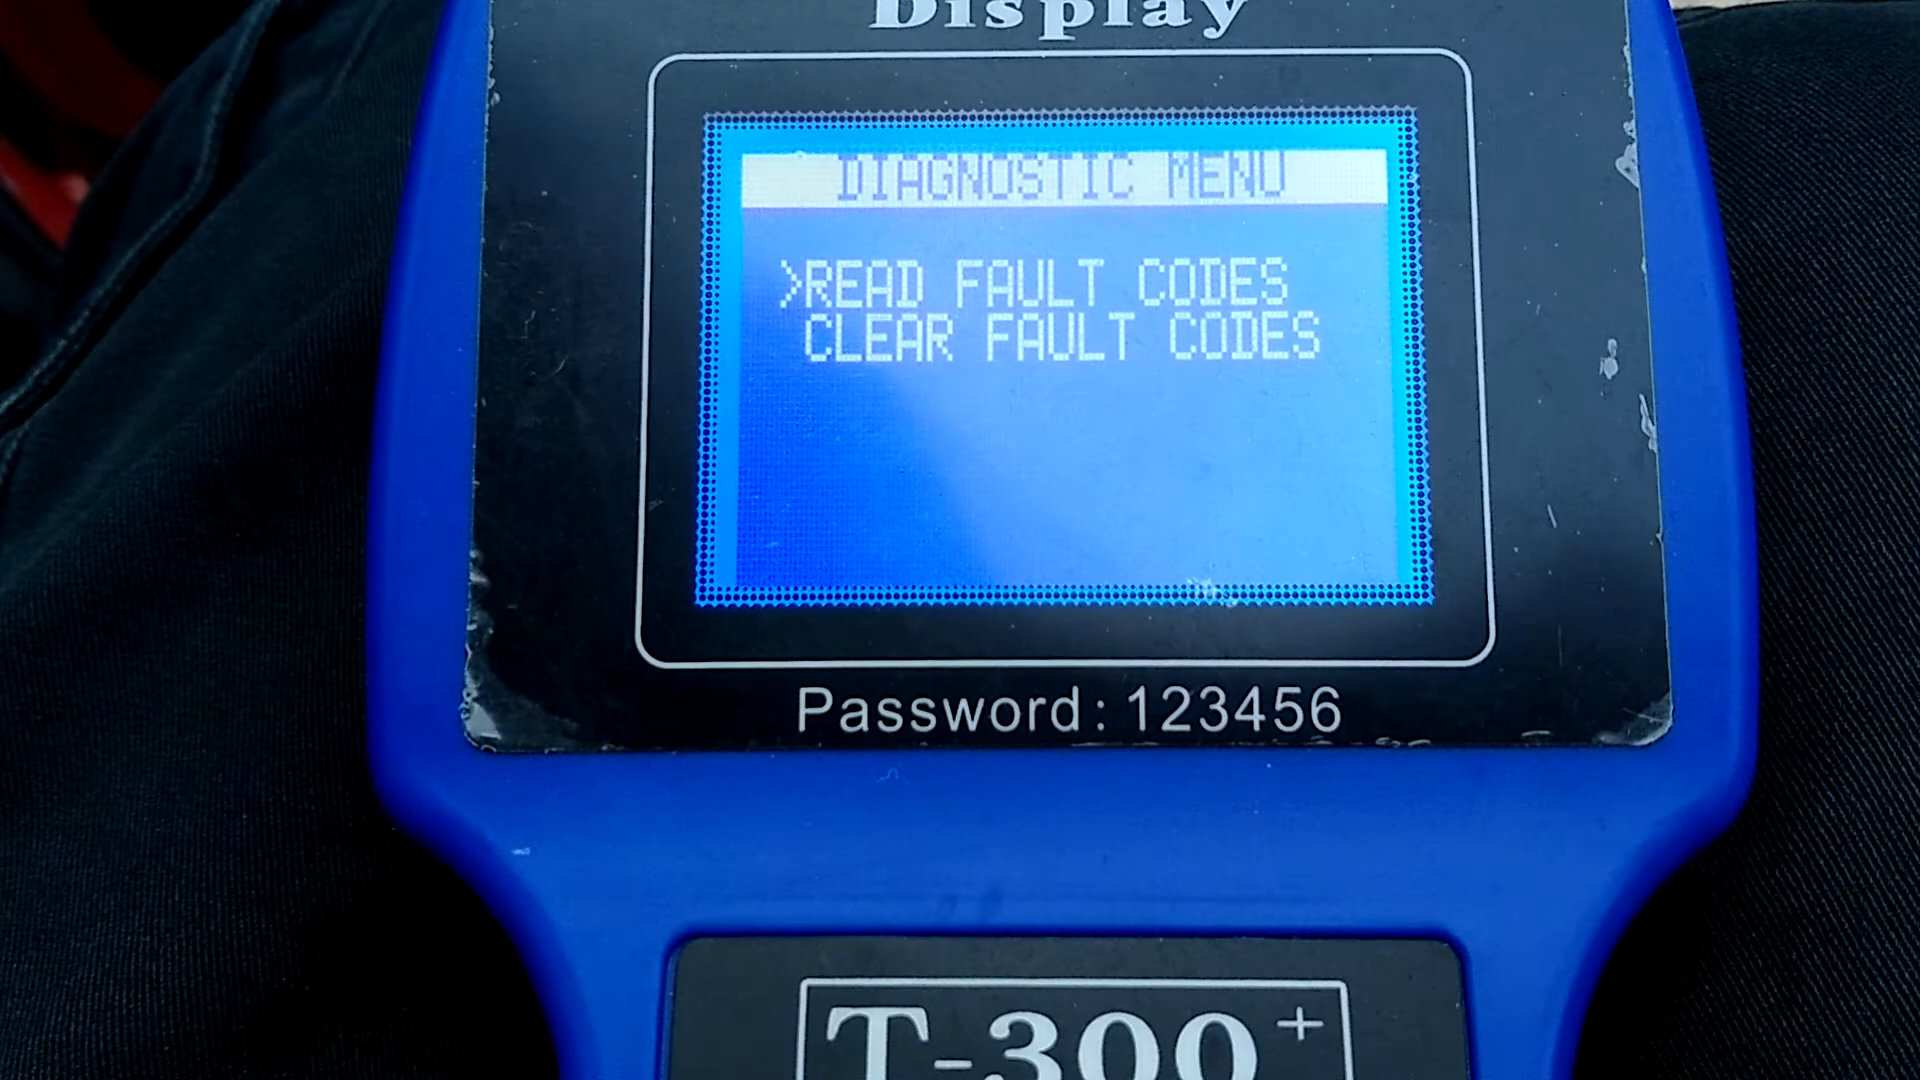 Display
DIAGNOSTIC MENU
>READ FAULT CODES
CLEAR FAULT CODES
Password: 123456
T-300+